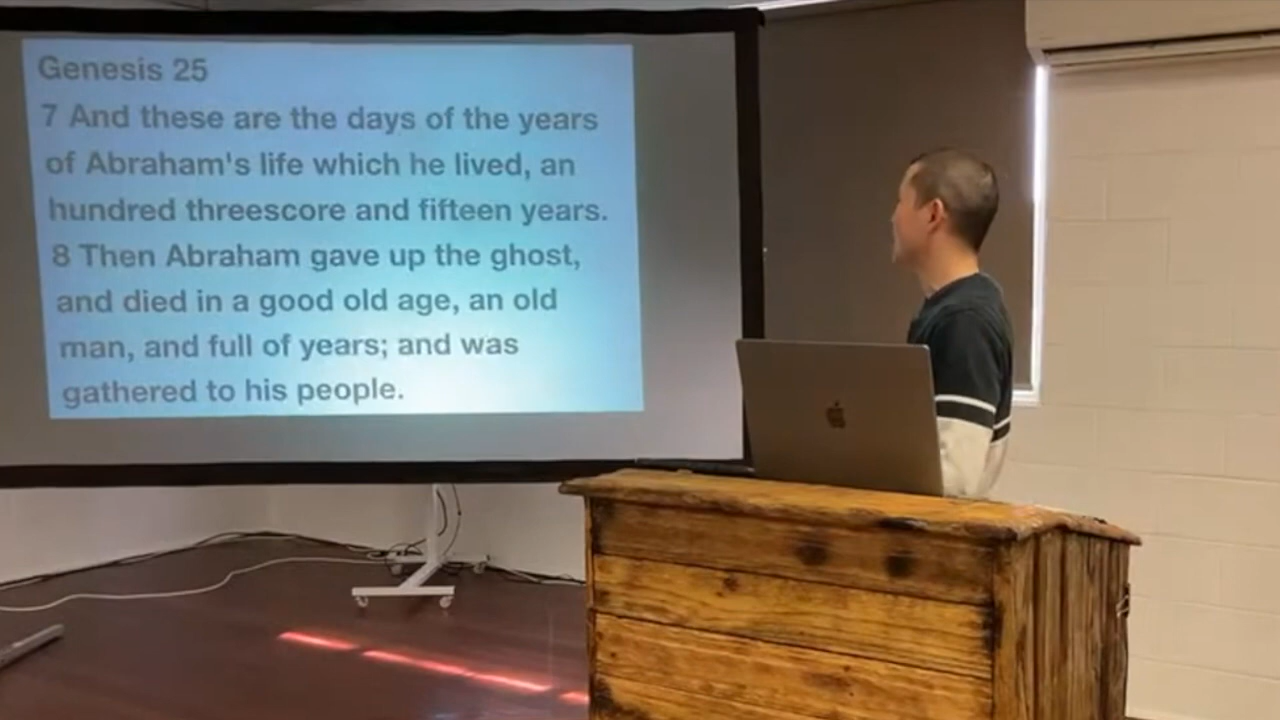 Genesis 25
7 And these are the days of the years
of Abraham's life which he lived, an
hundred threescore and fifteen years.
8 Then Abraham gave up the ghost,
and died in a good old age, an old
man, and full of years; and was
gathered to his people.